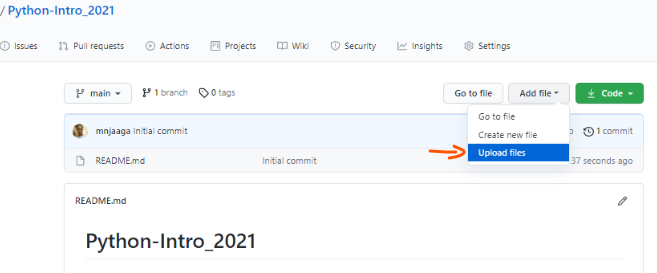 / Python-Intro_2021
Issues Pull requests Actions Projects Wiki Security Insights Settings
main 1 branch 0 tags Go to file Add file Code
Go to file
mnjaaga Initial commit o 1 commit
Create new file
README.md Initial commit 37 seconds ago
Upload files
README.md
Python-Intro_2021